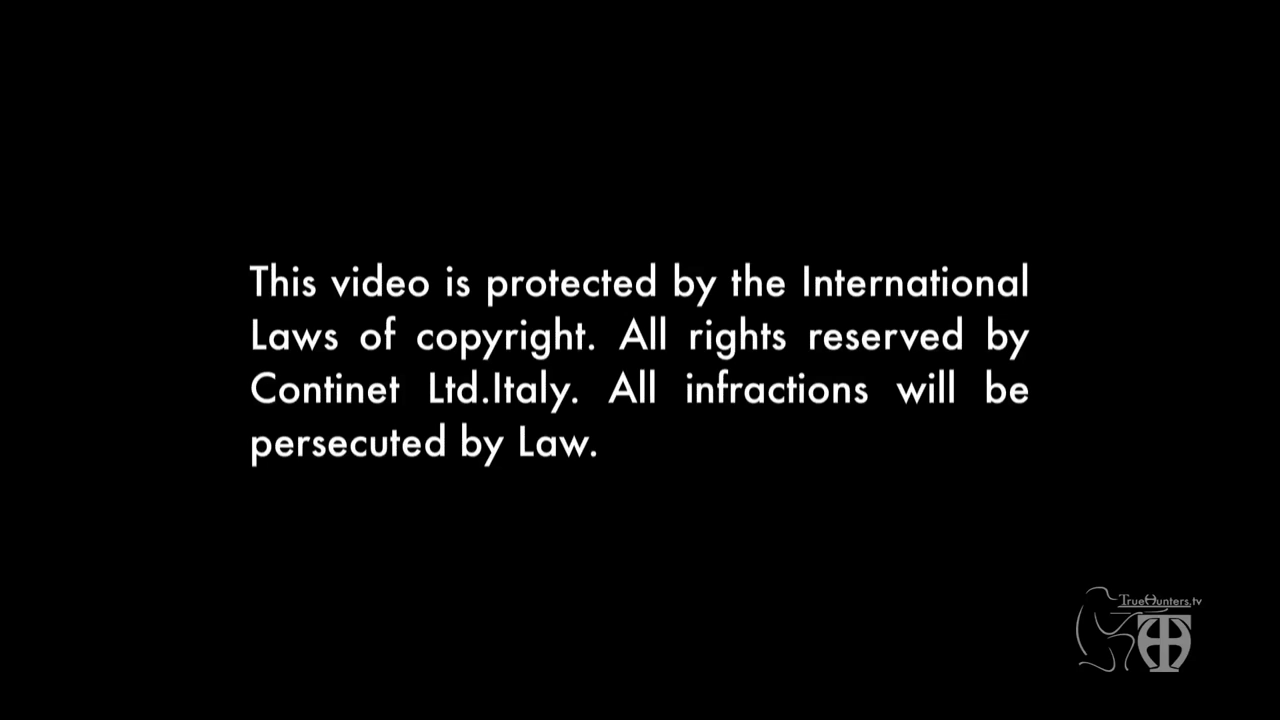 This video is protected by the International
Laws of copyright. All rights reserved by
Continet Ltd.Italy. All infractions will be
persecuted by Law.
TrueHunters.tv